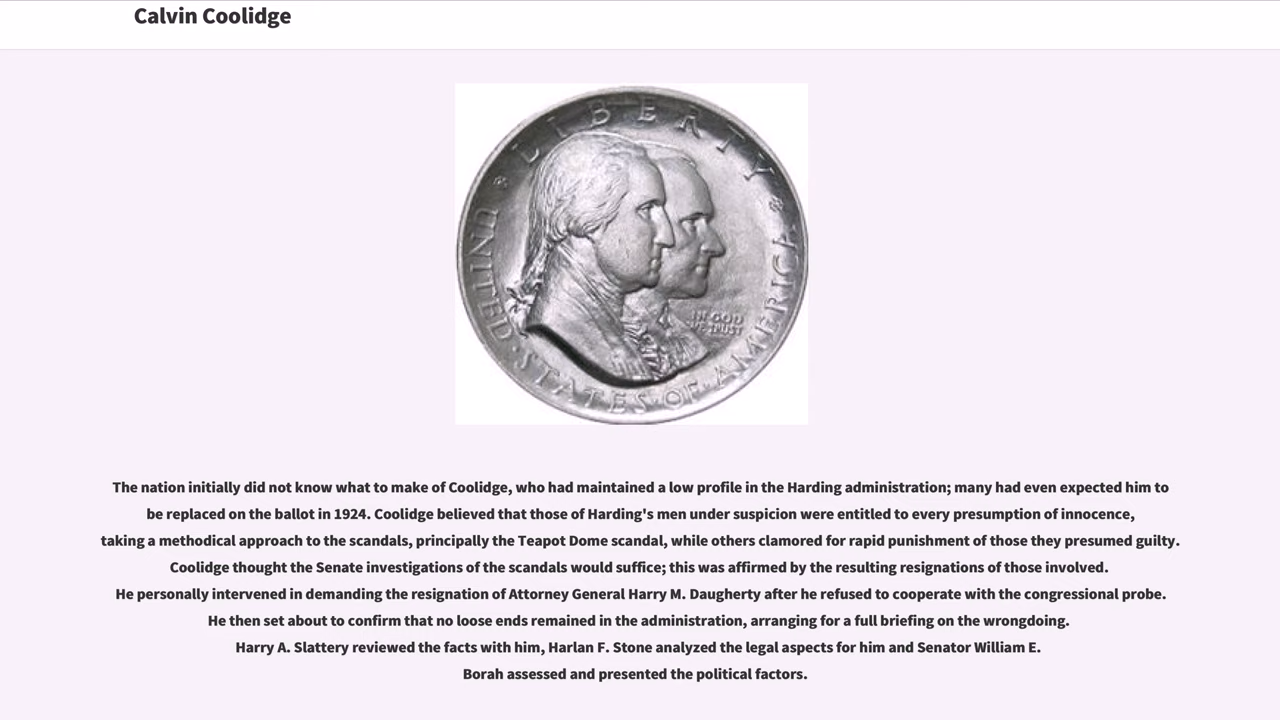 Calvin Coolidge
LIBERTY
UNITED·STATES·OF·AMERICA
IN GOD
WE TRUST
The nation initially did not know what to make of Coolidge, who had maintained a low profile in the Harding administration; many had even expected him to
be replaced on the ballot in 1924. Coolidge believed that those of Harding's men under suspicion were entitled to every presumption of innocence,
taking a methodical approach to the scandals, principally the Teapot Dome scandal, while others clamored for rapid punishment of those they presumed guilty.
Coolidge thought the Senate investigations of the scandals would suffice; this was affirmed by the resulting resignations of those involved.
He personally intervened in demanding the resignation of Attorney General Harry M. Daugherty after he refused to cooperate with the congressional probe.
He then set about to confirm that no loose ends remained in the administration, arranging for a full briefing on the wrongdoing.
Harry A. Slattery reviewed the facts with him, Harlan F. Stone analyzed the legal aspects for him and Senator William E.
Borah assessed and presented the political factors.